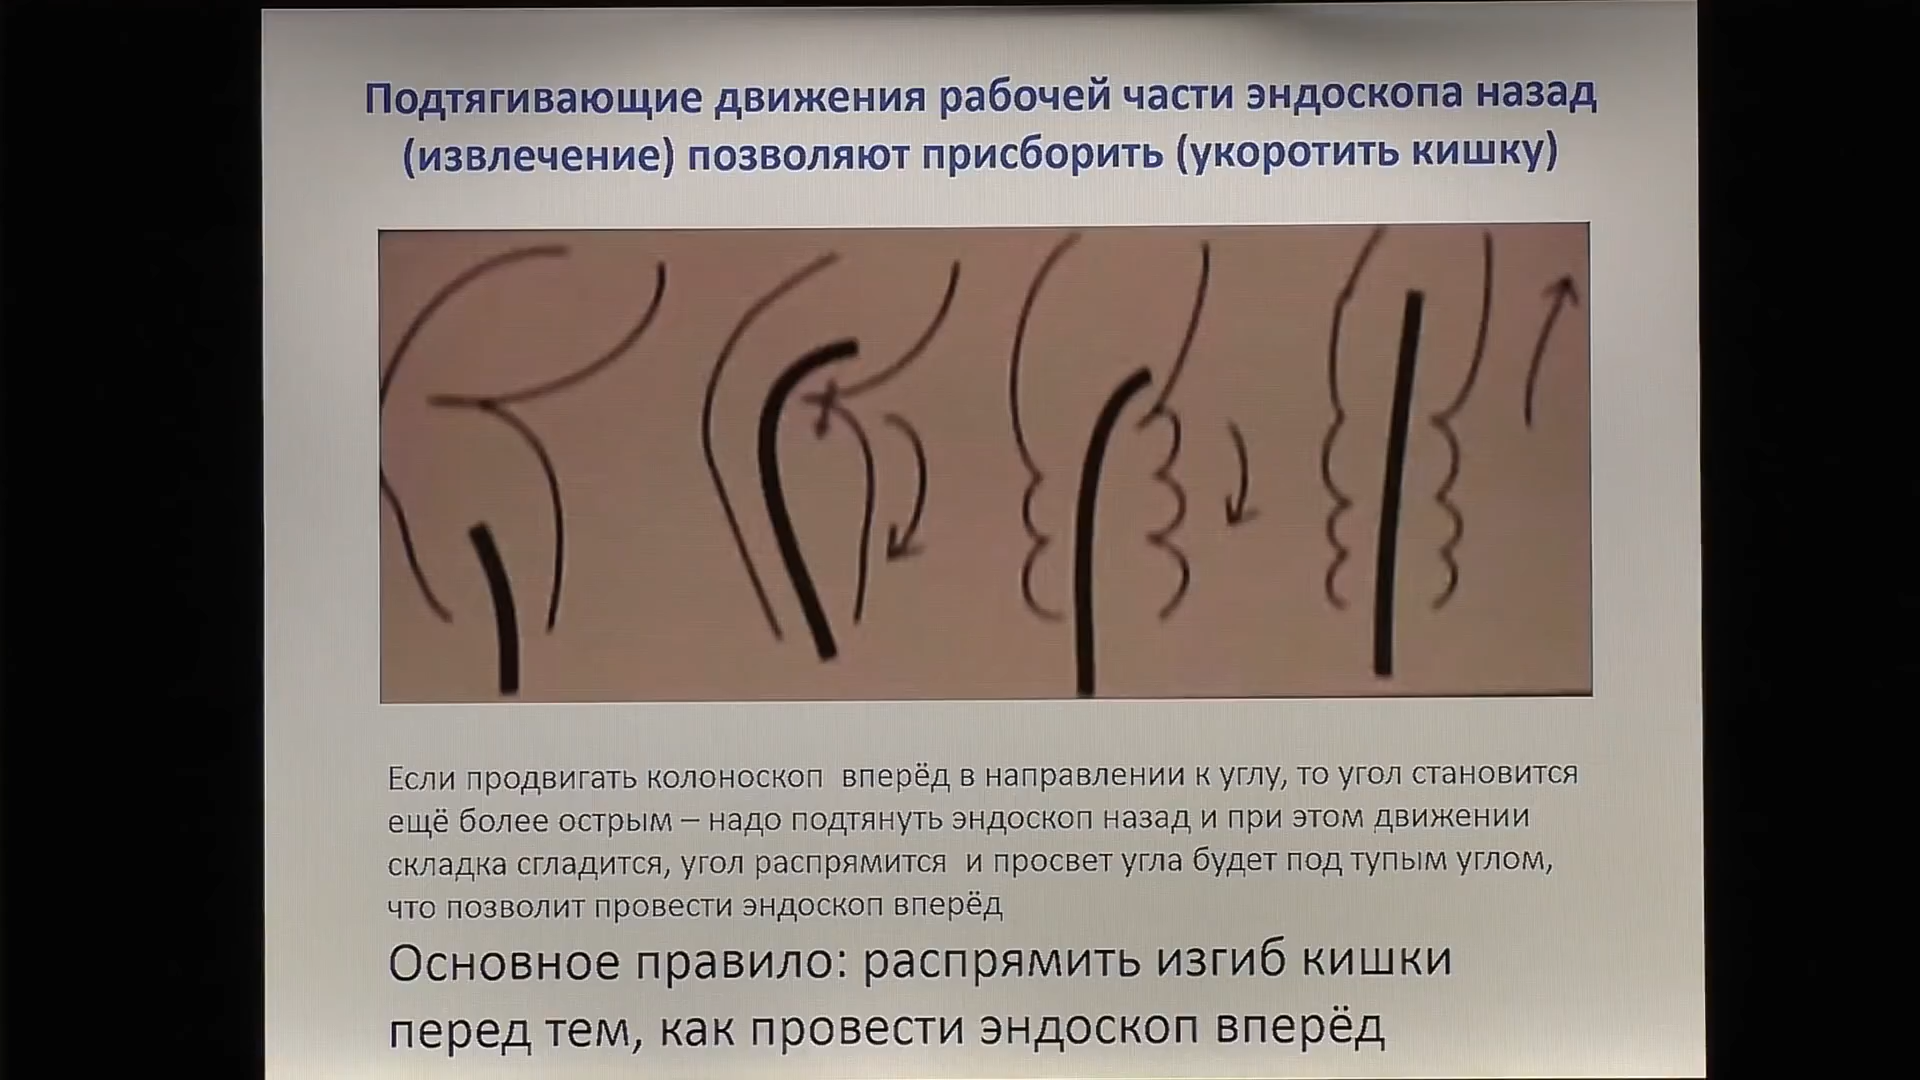 Подтягивающие движения рабочей части эндоскопа назад
(извлечение) позволяют присборить (укоротить кишку)
Если продвигать колоноскоп вперёд в направлении к углу, то угол становится
ещё более острым – надо подтянуть эндоскоп назад и при этом движении
складка сгладится, угол распрямится и просвет угла будет под тупым углом,
что позволит провести эндоскоп вперёд
Основное правило: распрямить изгиб кишки
перед тем, как провести эндоскоп вперёд